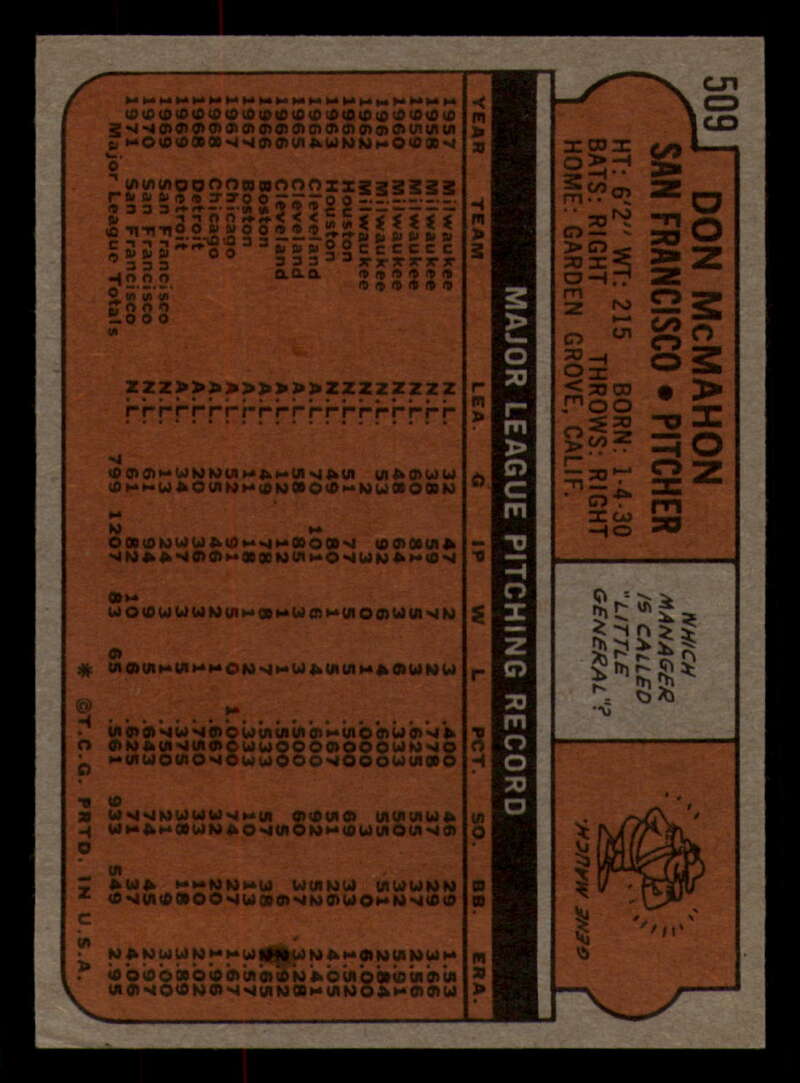 509
DON McMAHON
SAN FRANCISCO • PITCHER
HT: 6'2" WT: 215 BORN: 1-4-30
BATS: RIGHT THROWS: RIGHT
HOME: GARDEN GROVE, CALIF.
WHICH
MANAGER
IS CALLED
"LITTLE
GENERAL"?
GENE MAUCH.
MAJOR LEAGUE PITCHING RECORD
YEAR TEAM LEA. G IP W L PCT. SO. BB. ERA.
1957 Milwaukee N.L. 32 47 2 3 .400 46 29 1.53
1958 Milwaukee N.L. 38 59 7 2 .778 37 29 3.66
1959 Milwaukee N.L. 60 81 5 3 .625 55 37 2.56
1960 Milwaukee N.L. 48 64 3 6 .333 50 32 5.91
1961 Milwaukee N.L. 53 92 6 4 .600 55 51 2.84
1962 Milwaukee N.L. 2 3 0 1 .000 3 0 6.00
1962 Houston N.L. 51 77 5 5 .500 69 33 1.52
1963 Houston N.L. 49 80 1 5 .167 51 26 4.05
1964 Cleveland A.L. 70 101 6 4 .600 92 52 2.41
1965 Cleveland A.L. 58 85 3 3 .500 60 37 3.28
1966 Cleveland A.L. 12 12 1 1 .500 5 6 2.92
1966 Boston A.L. 49 78 8 7 .533 57 38 2.65
1967 Boston A.L. 11 18 1 2 .333 10 13 3.57
1967 Chicago A.L. 52 91 5 0 1.000 74 27 1.67
1968 Chicago A.L. 25 46 2 1 .667 32 20 1.96
1968 Detroit A.L. 20 36 3 1 .750 33 10 2.02
1969 Detroit A.L. 34 37 3 5 .375 38 18 3.89
1969 San Francisco N.L. 13 24 3 1 .750 21 9 3.00
1970 San Francisco N.L. 61 94 9 5 .643 74 45 2.97
1971 San Francisco N.L. 61 82 10 6 .625 71 37 4.06
Major League Totals 799 1207 83 65 .561 933 549 2.95
* ©T.C.G. PRTD. IN U.S.A.